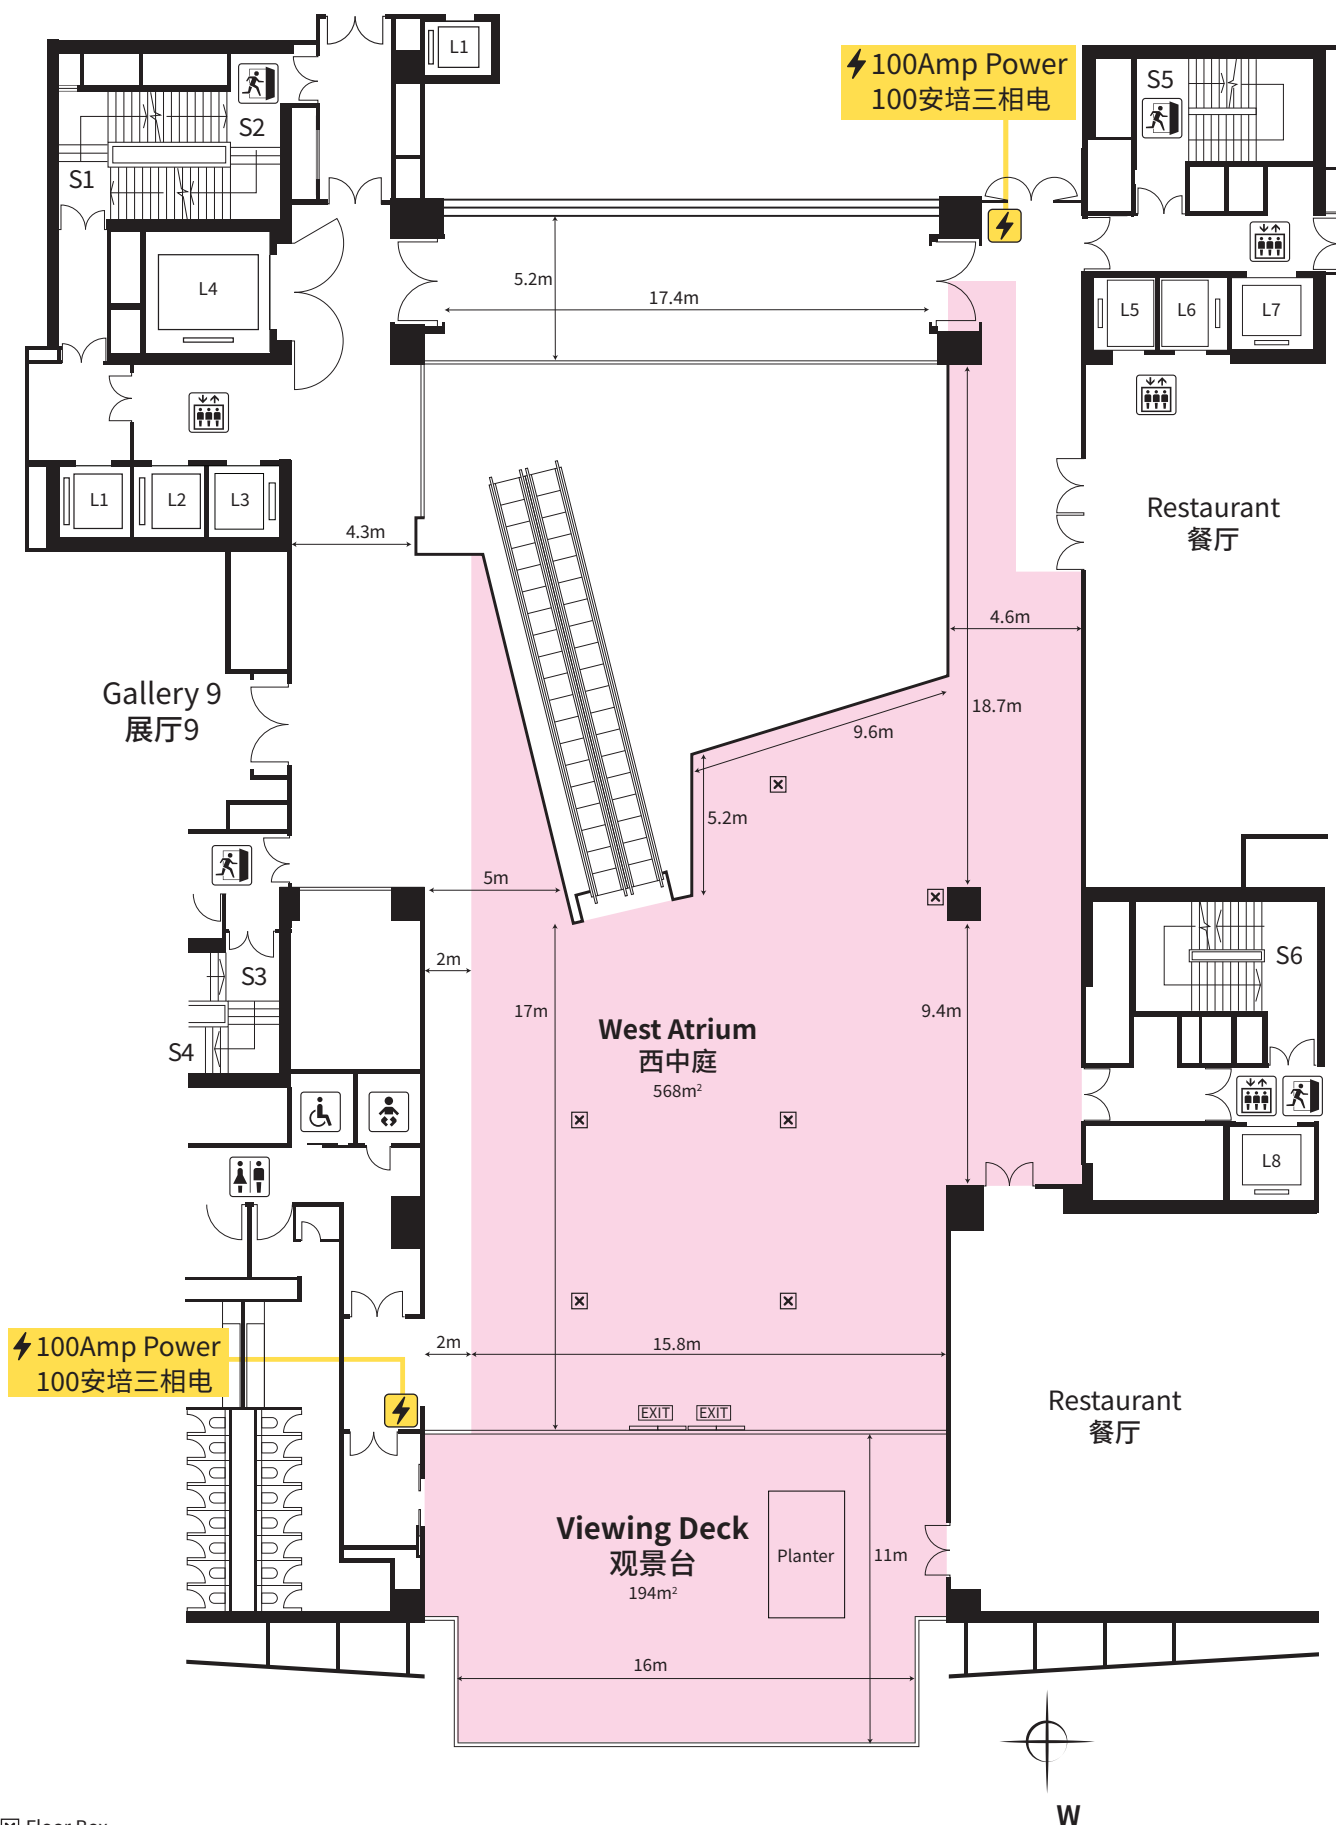 L1
100Amp Power
100安培三相电
S5
S2
S1
L4
5.2m
17.4m
L5
L6
L7
L1
L2
L3
4.3m
Restaurant
餐厅
4.6m
Gallery 9
展厅9
18.7m
9.6m
5.2m
5m
2m
S3
S6
17m
9.4m
West Atrium
西中庭
568m²
S4
L8
2m
15.8m
100Amp Power
100安培三相电
EXIT
EXIT
Restaurant
餐厅
Viewing Deck
观景台
194m²
Planter
11m
16m
W
Floor Box